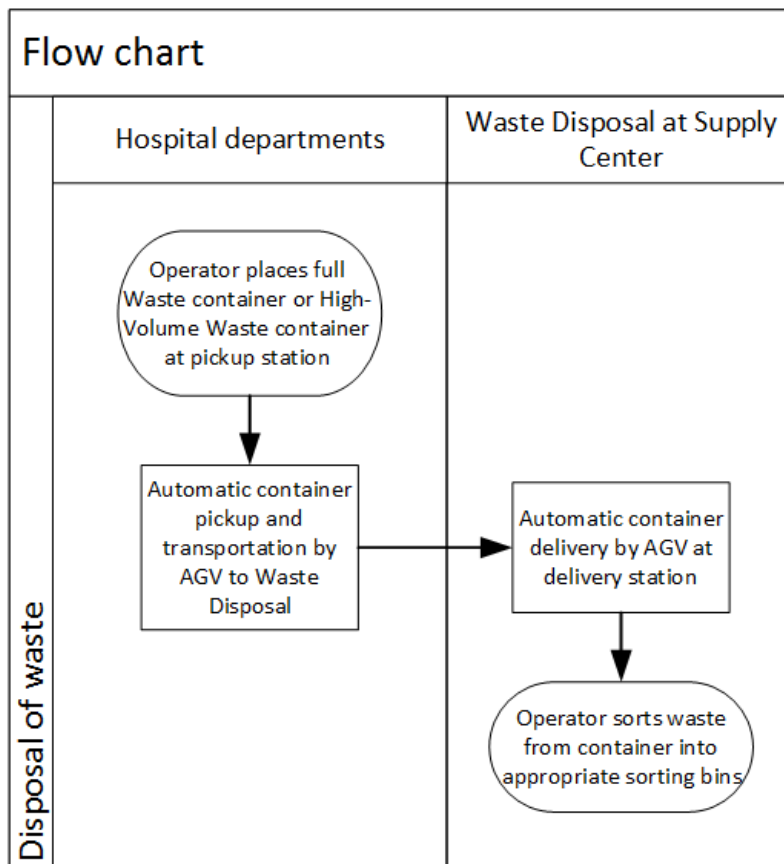 Flow chart
Hospital departments
Waste Disposal at Supply
Center
Disposal of waste
Operator places full
Waste container or High-
Volume Waste container
at pickup station
Automatic container
pickup and
transportation by
AGV to Waste
Disposal
Automatic container
delivery by AGV at
delivery station
Operator sorts waste
from container into
appropriate sorting bins